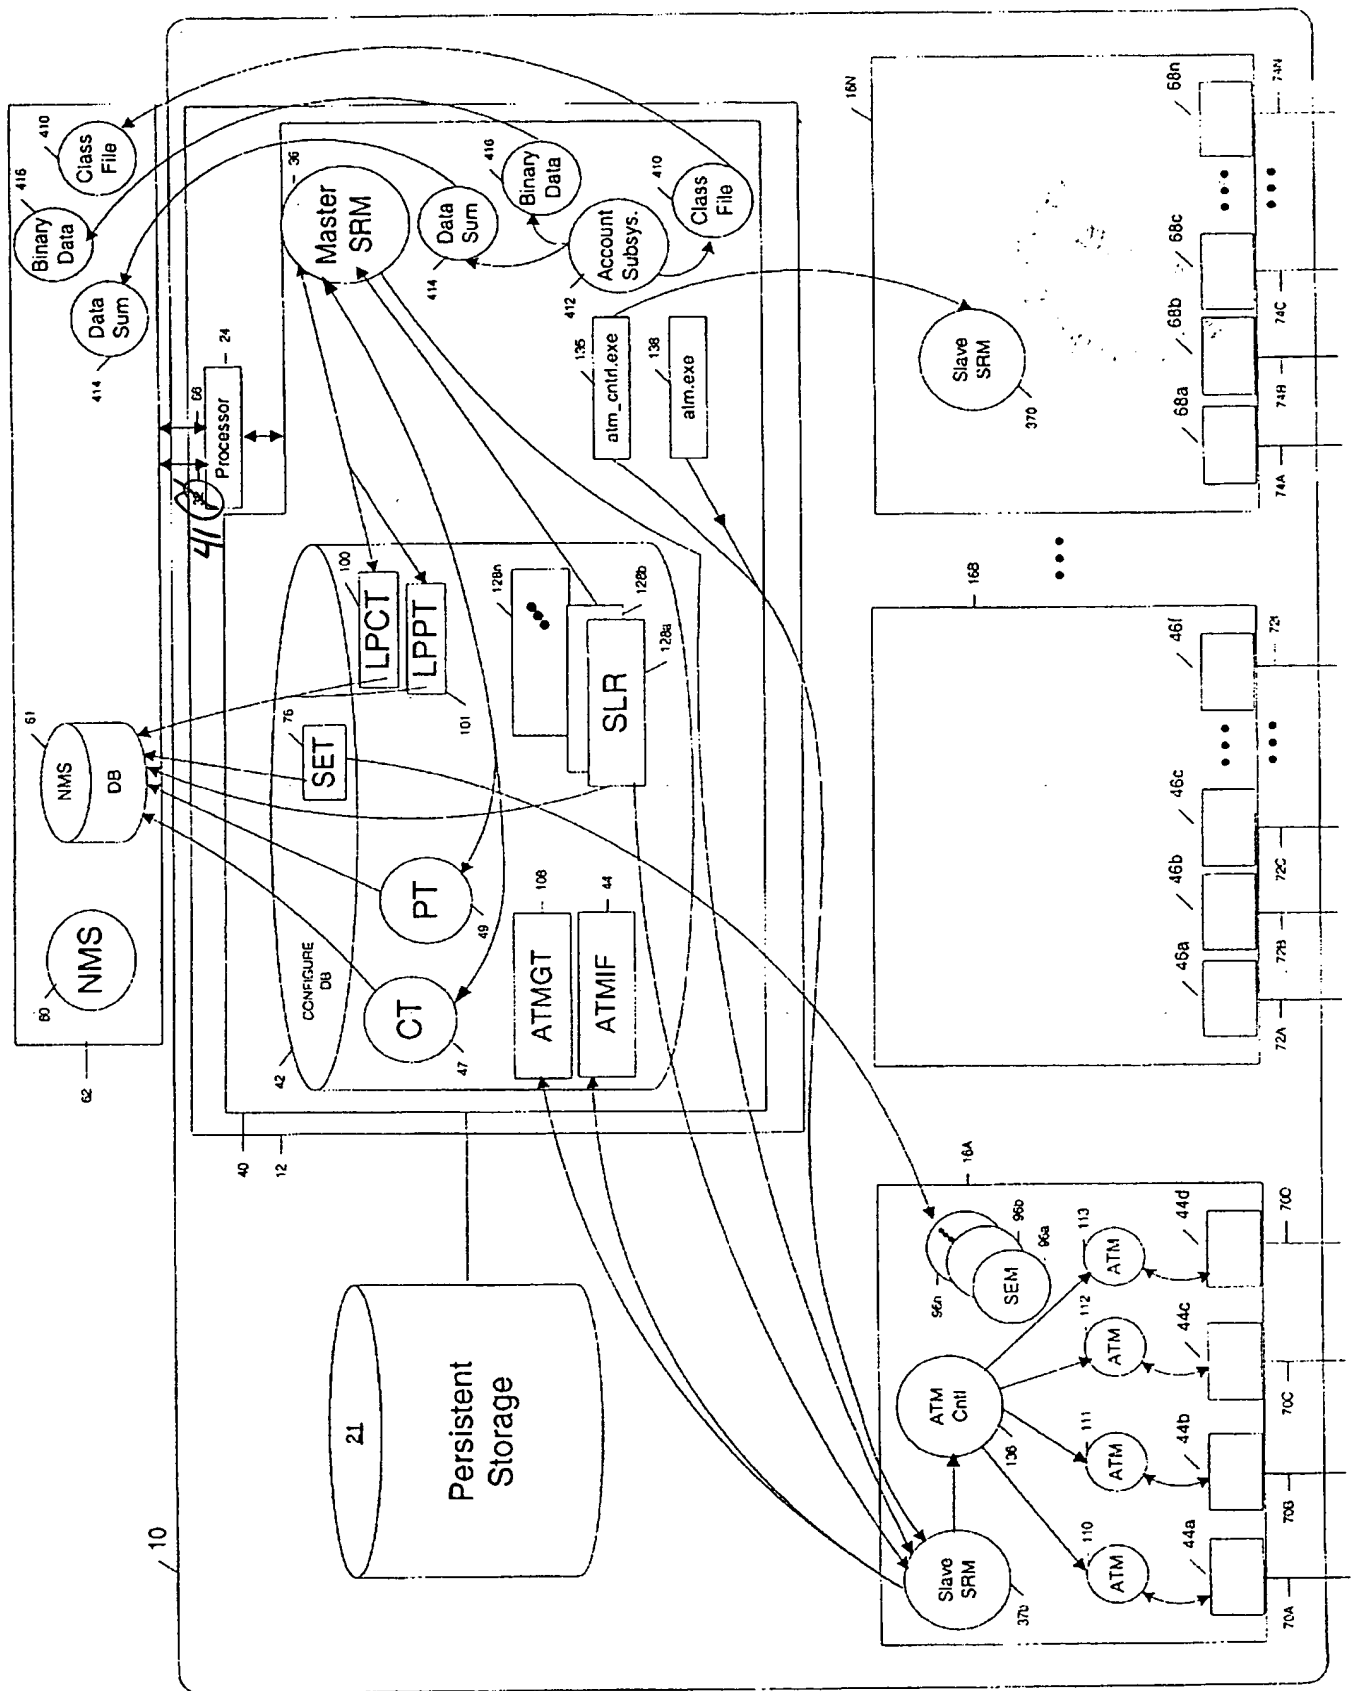 62
60
NMS
61
NMS
DB
414
Data
Sum
416
Binary
Data
410
Class
File
10
41
32
68
24
Processor
40
12
42
CONFIGURE
DB
CT
47
PT
49
SET
76
LPCT
100
LPPT
101
ATMGT
108
ATMIF
44
SLR
128a
128b
128n
Master
SRM
36
Data
Sum
414
Binary
Data
416
Account
Subsys.
412
Class
File
410
atm_cntrl.exe
135
atm.exe
138
21
Persistent
Storage
16A
Slave
SRM
37b
ATM
Cntl
136
SEM
96a
96b
96n
ATM
110
ATM
111
ATM
112
ATM
113
44a
44b
44c
44d
70A
70B
70C
70D
16B
46a
46b
46c
46f
72A
72B
72C
72I
16N
Slave
SRM
370
68a
68b
68c
68n
74A
74B
74C
74N